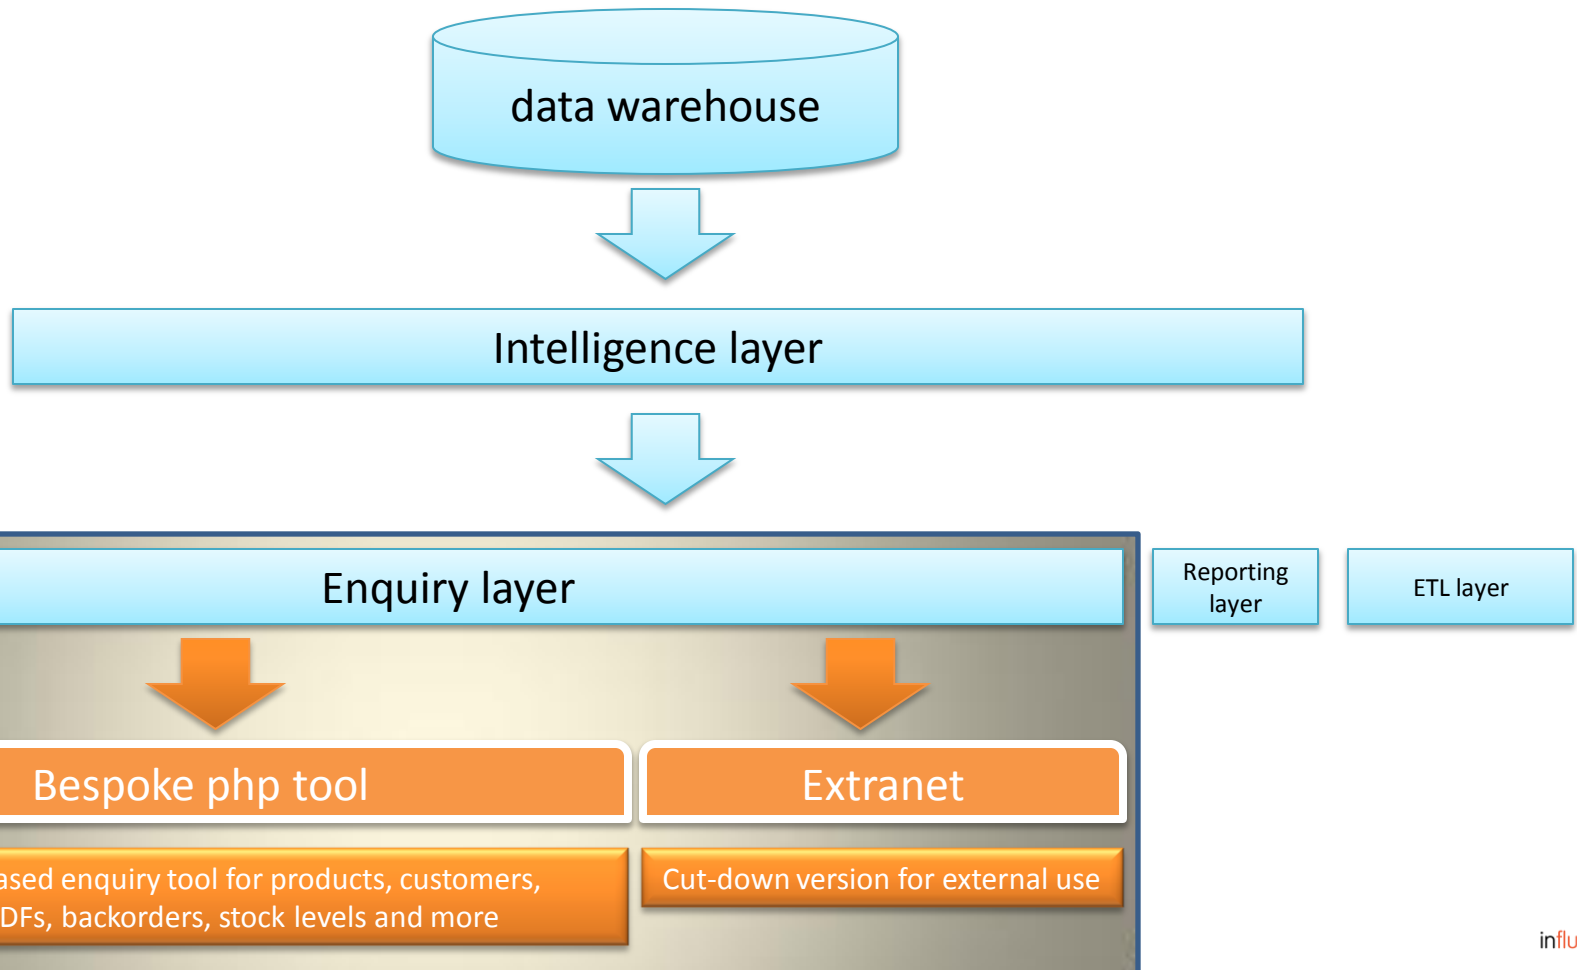 data warehouse
Intelligence layer
Enquiry layer
Reporting
layer
ETL layer
Bespoke php tool
Extranet
ased enquiry tool for products, customers,
DFs, backorders, stock levels and more
Cut-down version for external use
influ